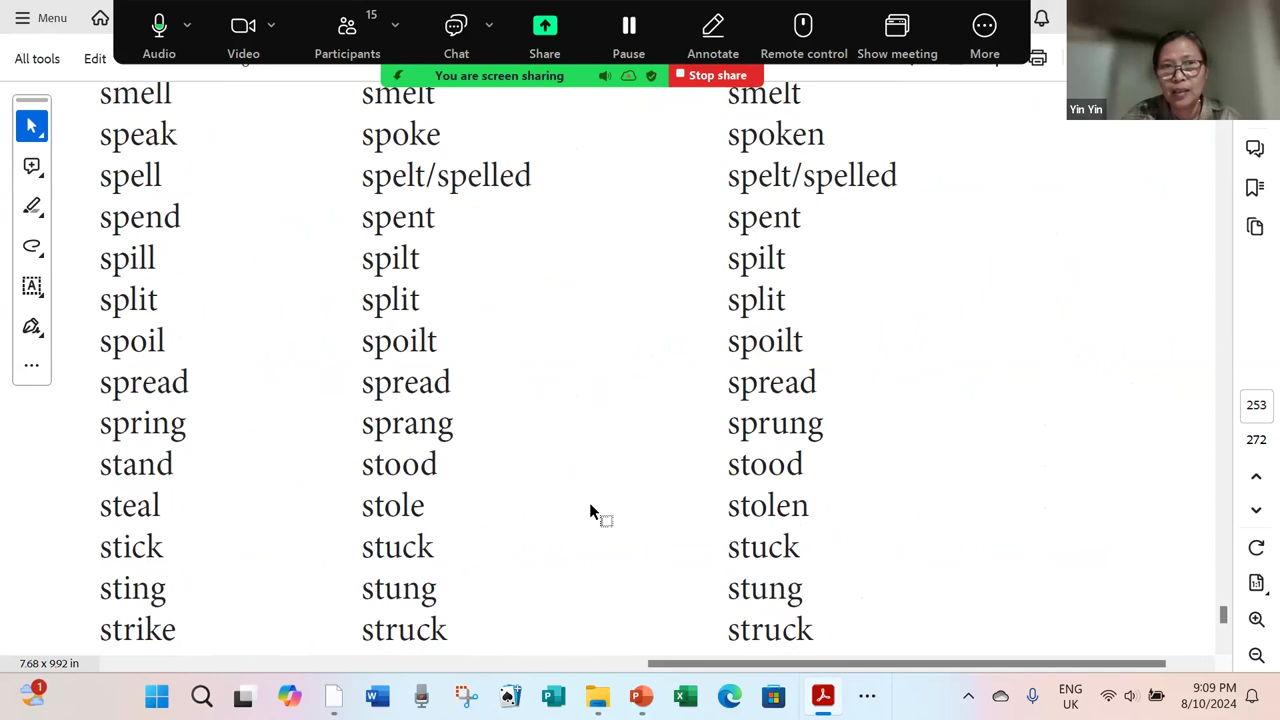 Menu
Audio
Video
15
Participants
Chat
Share
Pause
Annotate
Remote control
Show meeting
More
You are screen sharing
Stop share
Yin Yin
All tools
Edit
smell smelt smelt
speak spoke spoken
spell spelt/spelled spelt/spelled
spend spent spent
spill spilt spilt
split split split
spoil spoilt spoilt
spread spread spread
spring sprang sprung
stand stood stood
steal stole stolen
stick stuck stuck
sting stung stung
strike struck struck
253
272
7.68 x 9.92 in
1
ENG
UK
9:09 PM
8/10/2024